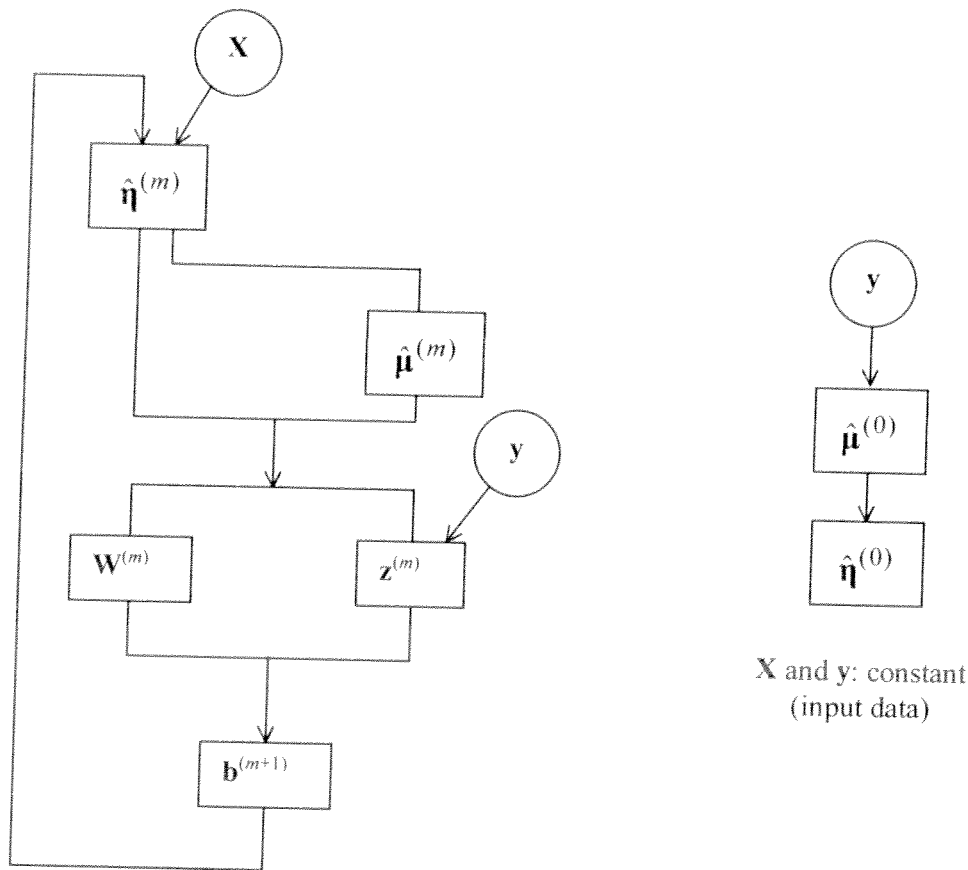 X
η̂(m)
μ̂(m)
y
W(m)
z(m)
b(m+1)
y
μ̂(0)
η̂(0)
X and y: constant
(input data)